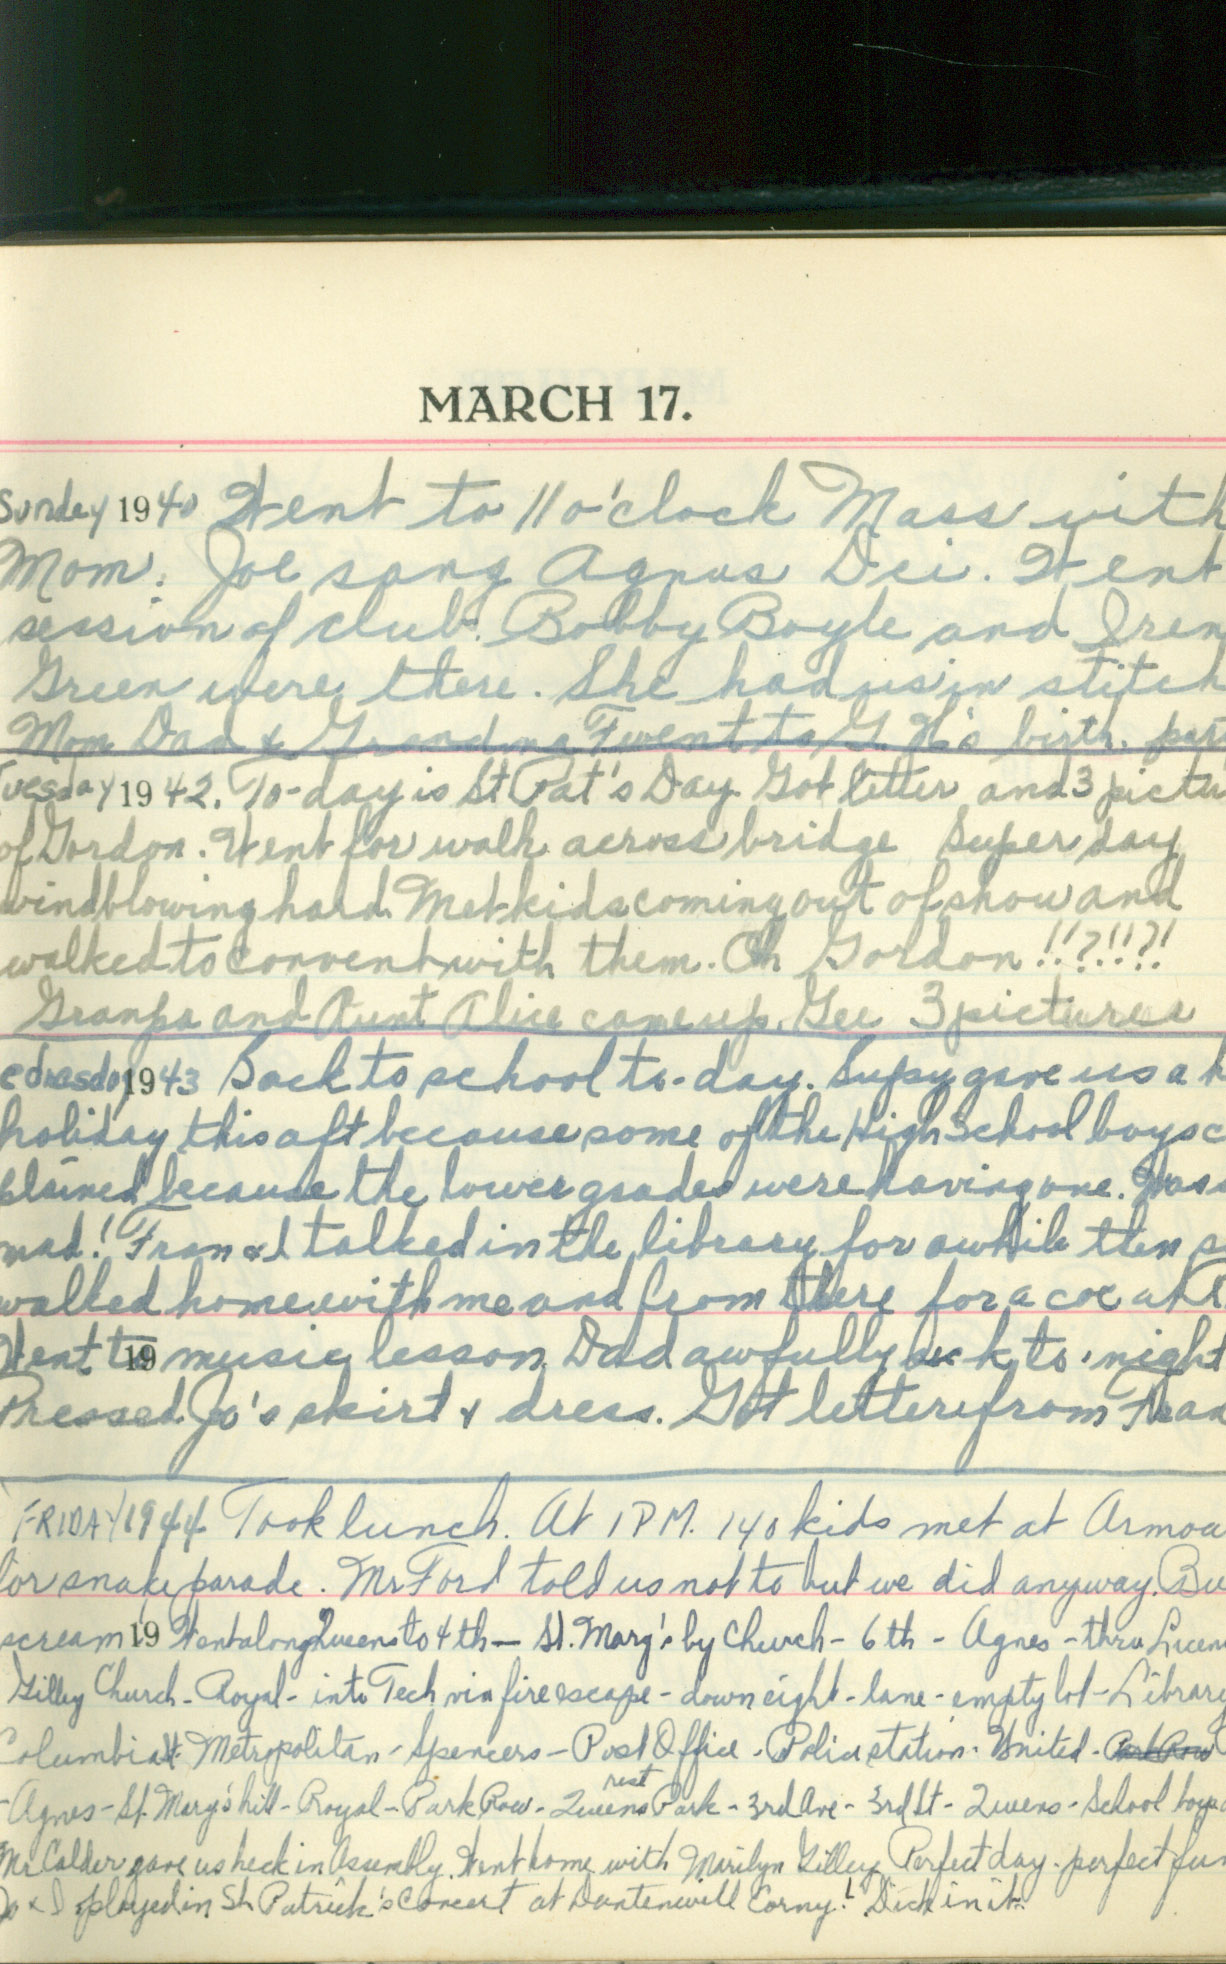 MARCH 17.
Sunday 1940 Went to 11 o'clock Mass with
Mom. Joe sang Agnus Dei. Went
session of club. Bobby Boyle and Iren
Green were there. She had us in stitch
Mom Dad & Grandma F went to G. H's birth. part
Tuesday 1942. To-day is St Pat's Day. Got letter and 3 pictu
of Gordon. Went for walk across bridge Super day
wind blowing hard. Met kids coming out of show and
walked to convent with them. Oh Gordon!!?!!?!
Granpa and Aunt Alice came up. Gee 3 pictures
ednesday 1943 Back to school to-day. Supsy gave us a h
holiday this aft because some of the High School boys c
plained because the lower grades were having one. Was
mad! Fran & I talked in the library for awhile then s
walked home with me and from there for a coc at
Went to 19 music lesson. Dad awfully sick to-night
Pressed Jo's skirt & dress. Got letter from Fran
FRIDAY 1944 Took lunch. At 1 P.M. 140 kids met at Armou
for snake parade. Mr Ford told us not to but we did anyway. Bu
scream 19 Went along Queens to 4th - St. Mary's by Church - 6th - Agnes - thru
Gilley Church - Royal - into Tech via fire escape - down eight - lane - empty lot - Library
Columbia St. Metropolitan - Spencers - Post Office - Police station - United -
- Agnes - St. Mary's hill - Royal - Park Row - Queens Park rest - 3rd Ave - 3rd St - Queens - School
Mr Calder gave us heck in Assembly. Went home with Marilyn Gilley. Perfect day - perfect fun
Jo & I played in St Patrick's Concert at Corny! Dick in it.